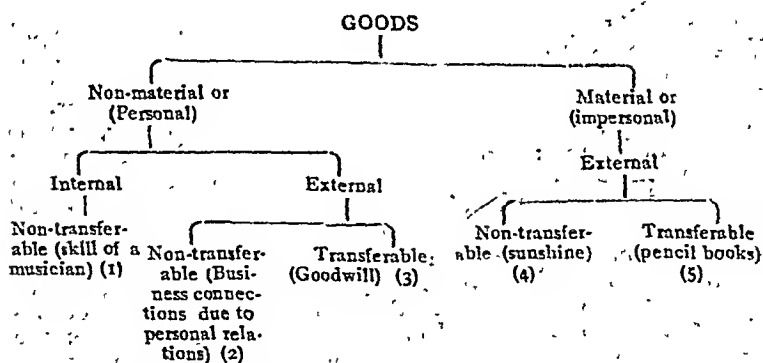 GOODS
Non-material or
(Personal)
Material or
(impersonal)
Internal
External
External
Non-transfer-
able (skill of a
musician) (1)
Non-transfer-
able (Busi-
ness connec-
tions due to
personal rela-
tions) (2)
Transferable
(Goodwill) (3)
Non-transfer-
able (sunshine)
(4)
Transferable
(pencil books)
(5)